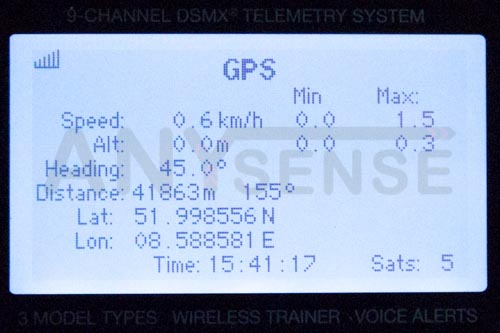 9-CHANNEL DSMX® TELEMETRY SYSTEM
GPS
Min Max:
Speed: 0.6 km/h 0.0 1.5
Alt: 0.0m 0.0 0.3
Heading: 45.0°
ANYSENSE
Distance: 41863m 155°
Lat: 51.998556 N
Lon: 08.588581 E
Time: 15:41:17 Sats: 5
3 MODEL TYPES WIRELESS TRAINER VOICE ALERTS